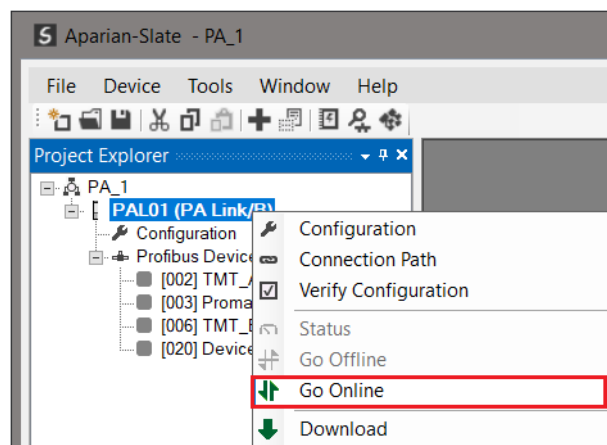 Aparian-Slate - PA_1
File Device Tools Window Help
Project Explorer
PA_1
PAL01 (PA Link/B)
Configuration
Profibus Device
[002] TMT_
[003] Proma
[006] TMT_
[020] Device
Configuration
Connection Path
Verify Configuration
Status
Go Offline
Go Online
Download